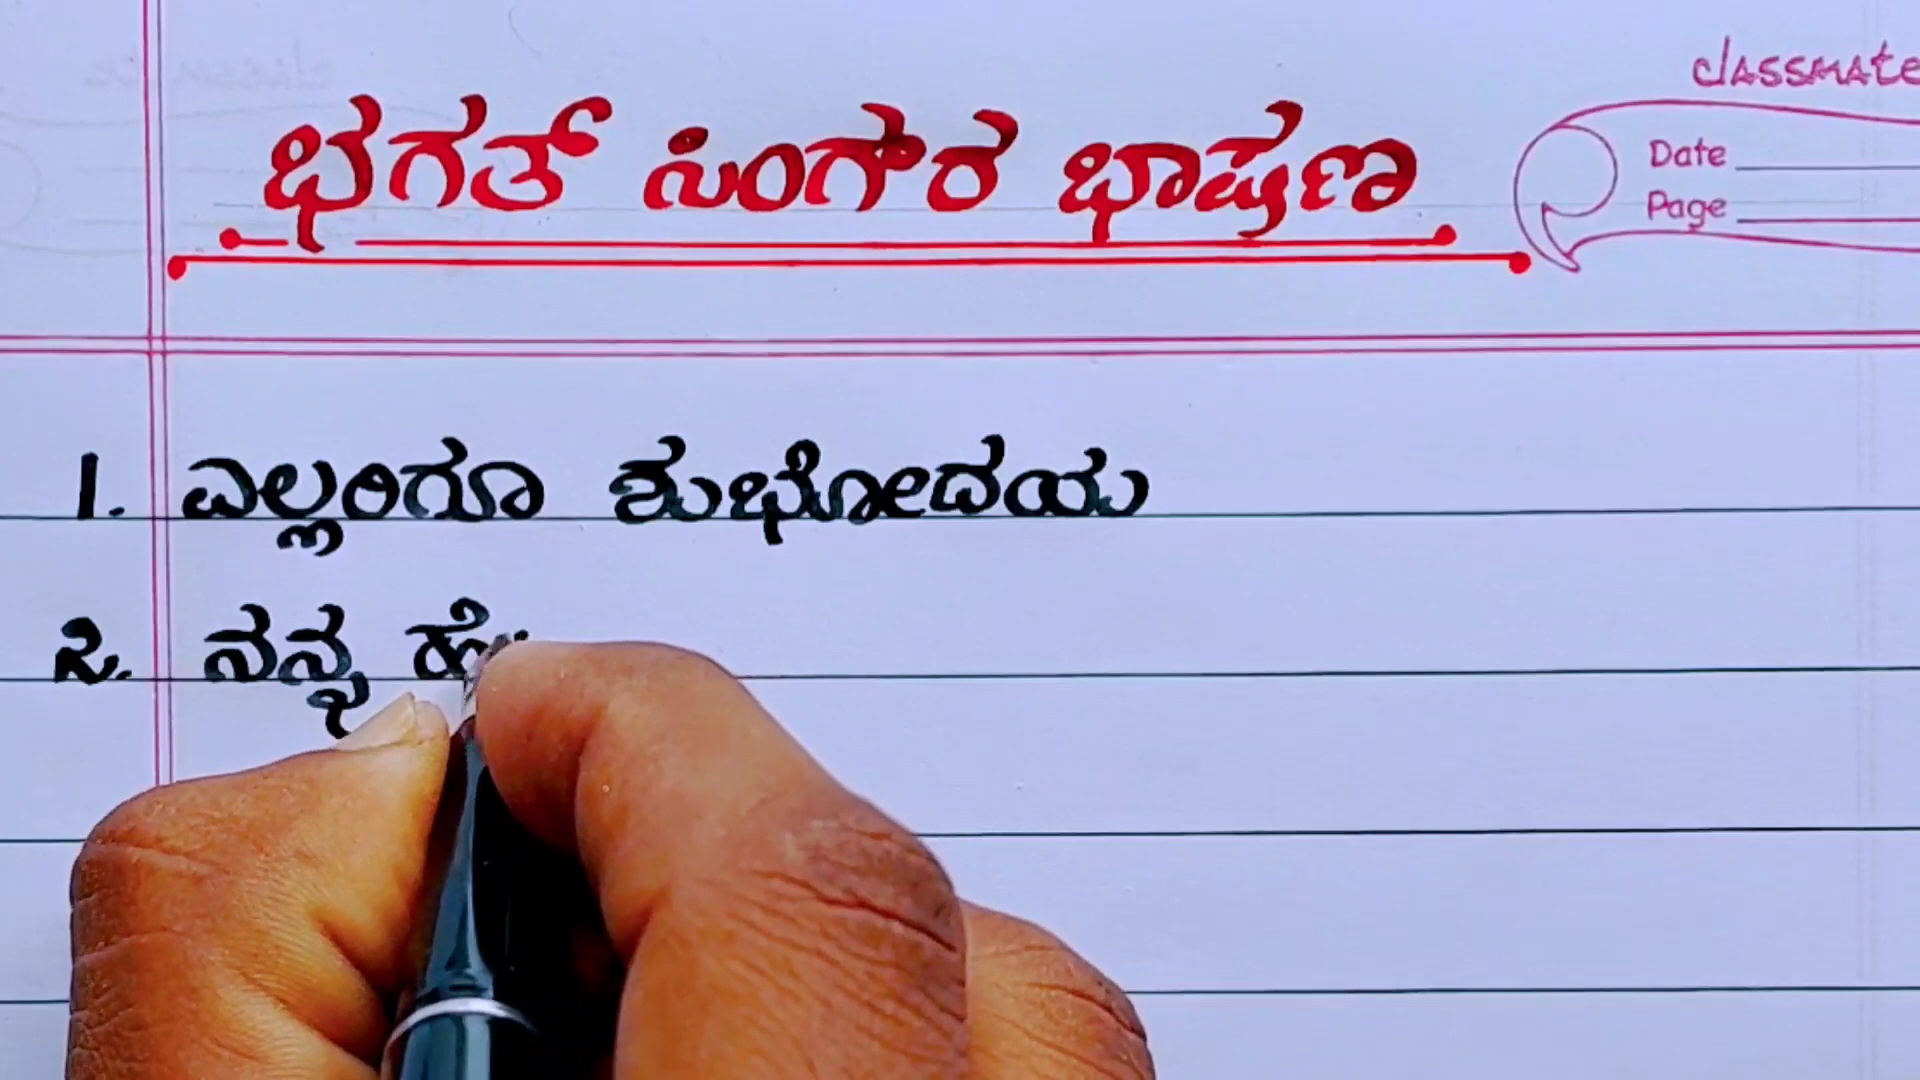 classmate
Date
Page
ಭಗತ್ ಸಿಂಗ್‌ರ ಭಾಷಣ
1. ಎಲ್ಲರಿಗೂ ಶುಭೋದಯ
2. ನನ್ನ